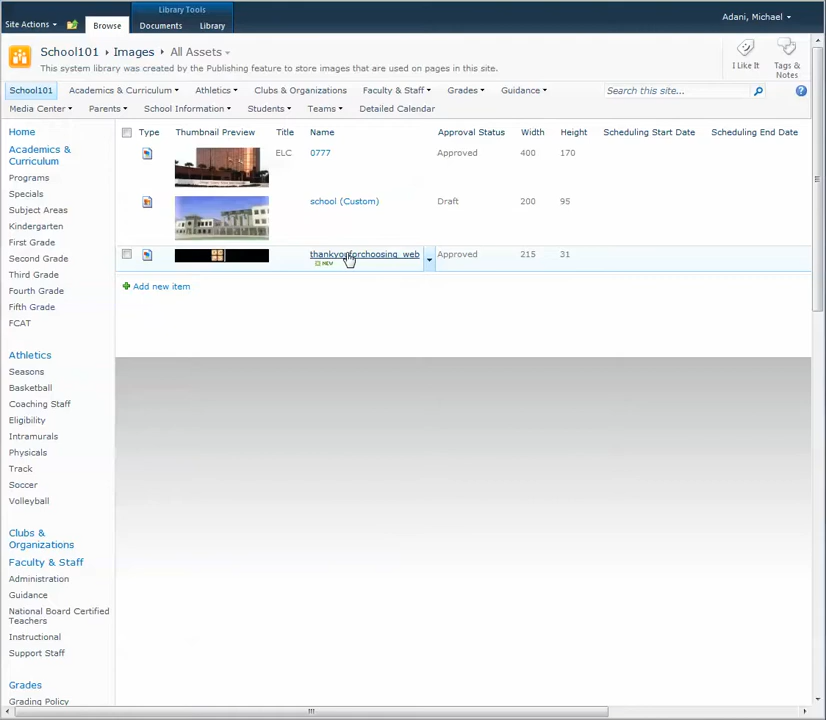 Library Tools
Adani, Michael
Site Actions
Browse
Documents
Library
School101 Images All Assets
This system library was created by the Publishing feature to store images that are used on pages in this site.
I Like It
Tags & Notes
School101 Academics & Curriculum Athletics Clubs & Organizations Faculty & Staff Grades Guidance
Search this site...
Media Center Parents School Information Students Teams Detailed Calendar
Home
Academics & Curriculum
Programs
Specials
Subject Areas
Kindergarten
First Grade
Second Grade
Third Grade
Fourth Grade
Fifth Grade
FCAT
Athletics
Seasons
Basketball
Coaching Staff
Eligibility
Intramurals
Physicals
Track
Soccer
Volleyball
Clubs & Organizations
Faculty & Staff
Administration
Guidance
National Board Certified Teachers
Instructional
Support Staff
Grades
Grading Policy
Type Thumbnail Preview Title Name Approval Status Width Height Scheduling Start Date Scheduling End Date
ELC 0777 Approved 400 170
school (Custom) Draft 200 95
thankyouforchoosing_web Approved 215 31
NEW
Add new item